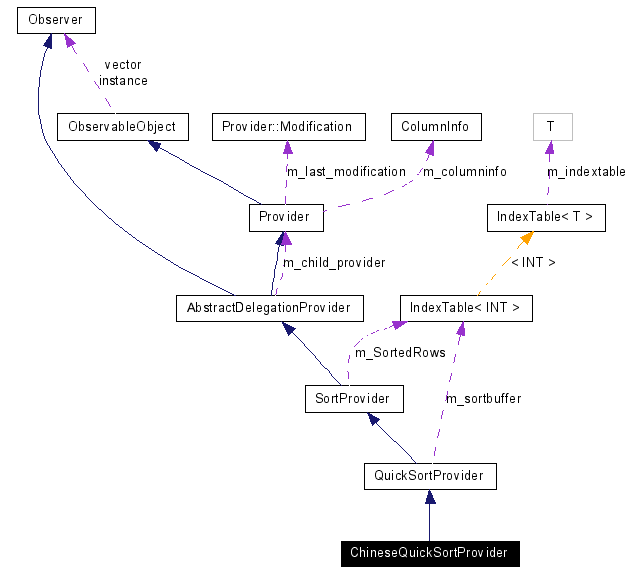 Observer
vector
instance
ObservableObject
Provider::Modification
ColumnInfo
T
m_last_modification
m_columninfo
m_indextable
Provider
IndexTable< T >
m_child_provider
< INT >
AbstractDelegationProvider
IndexTable< INT >
m_SortedRows
SortProvider
m_sortbuffer
QuickSortProvider
ChineseQuickSortProvider